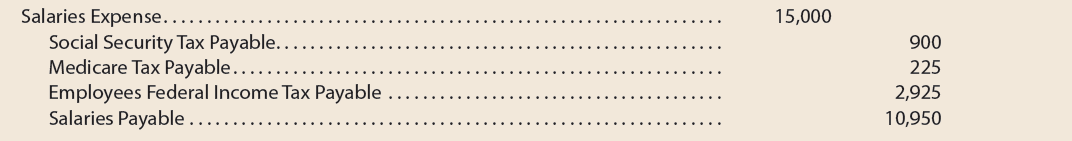 Salaries Expense................................................................. 15,000
Social Security Tax Payable.................................................... 900
Medicare Tax Payable......................................................... 225
Employees Federal Income Tax Payable ....................................... 2,925
Salaries Payable .............................................................. 10,950